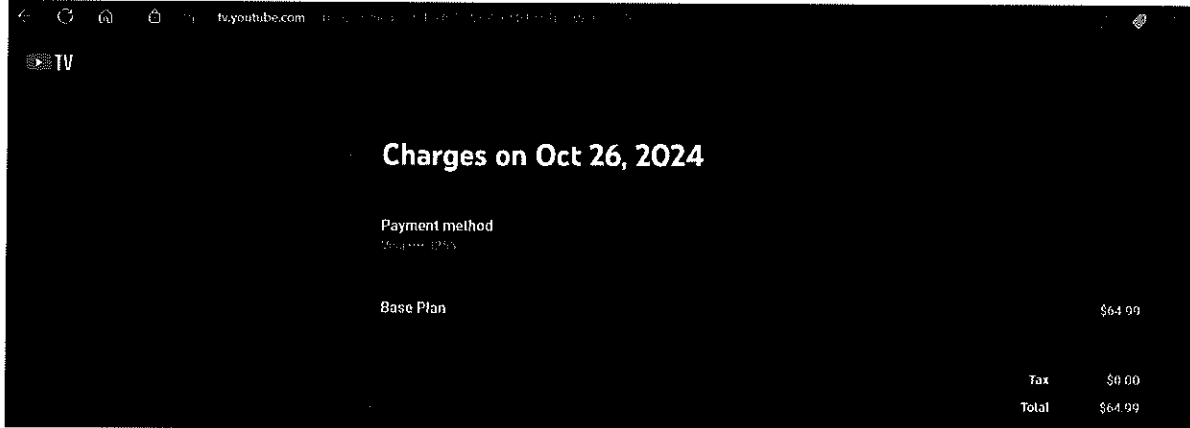 tv.youtube.com
TV
Charges on Oct 26, 2024
Payment method
Base Plan $64.99
Tax $0.00
Total $64.99